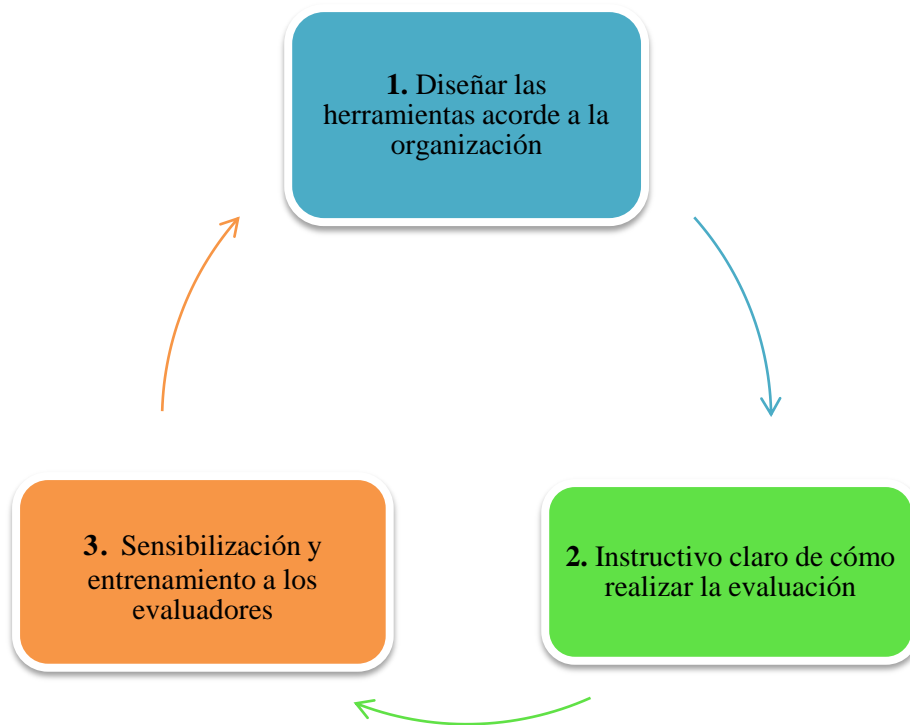 1. Diseñar las
herramientas acorde a la
organización
2. Instructivo claro de cómo
realizar la evaluación
3. Sensibilización y
entrenamiento a los
evaluadores